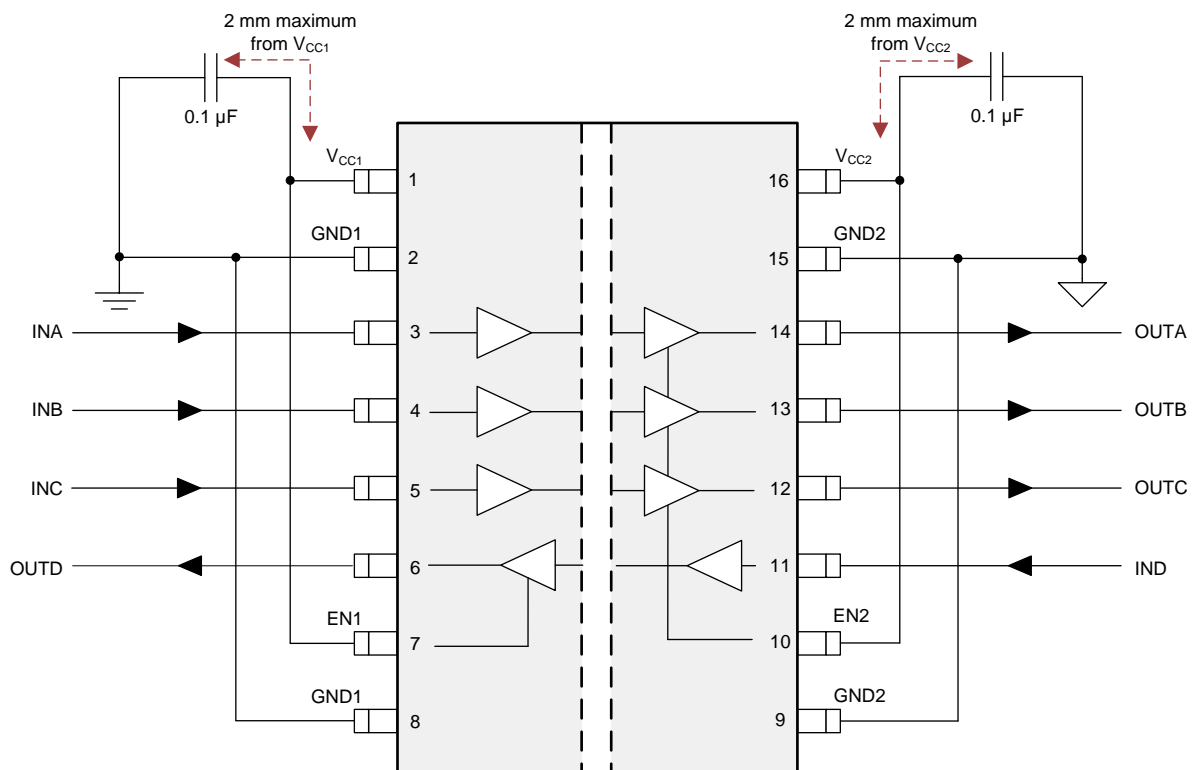 2 mm maximum
from VCC1
2 mm maximum
from VCC2
0.1 µF
0.1 µF
VCC1
1
16
VCC2
GND1
2
15
GND2
INA
3
14
OUTA
INB
4
13
OUTB
INC
5
12
OUTC
OUTD
6
11
IND
EN1
7
10
EN2
GND1
8
9
GND2